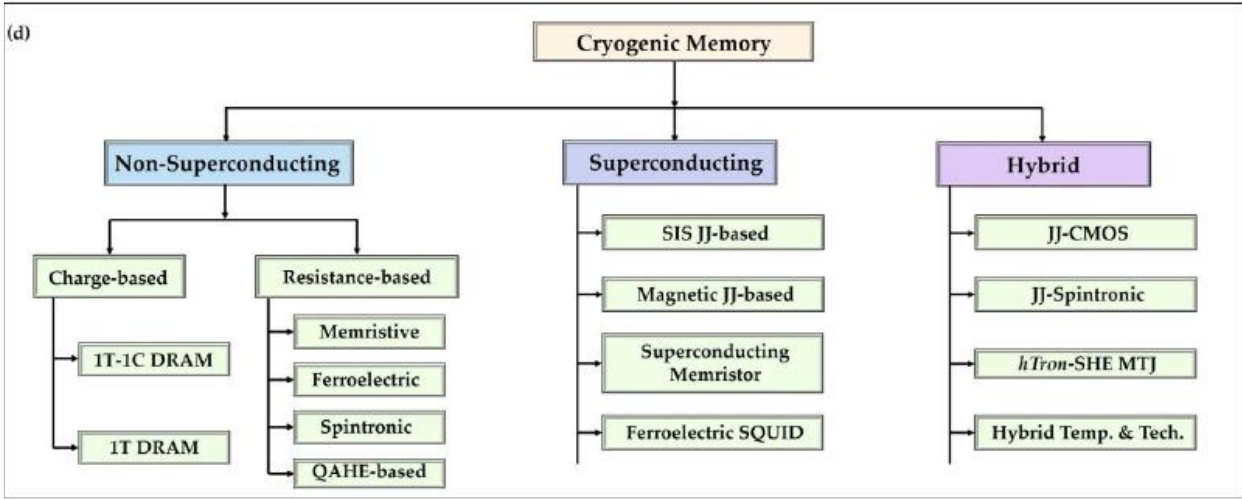 (d)
Cryogenic Memory
Non-Superconducting
Charge-based
1T-1C DRAM
1T DRAM
Resistance-based
Memristive
Ferroelectric
Spintronic
QAHE-based
Superconducting
SIS JJ-based
Magnetic JJ-based
Superconducting
Memristor
Ferroelectric SQUID
Hybrid
JJ-CMOS
JJ-Spintronic
hTron-SHE MTJ
Hybrid Temp. & Tech.